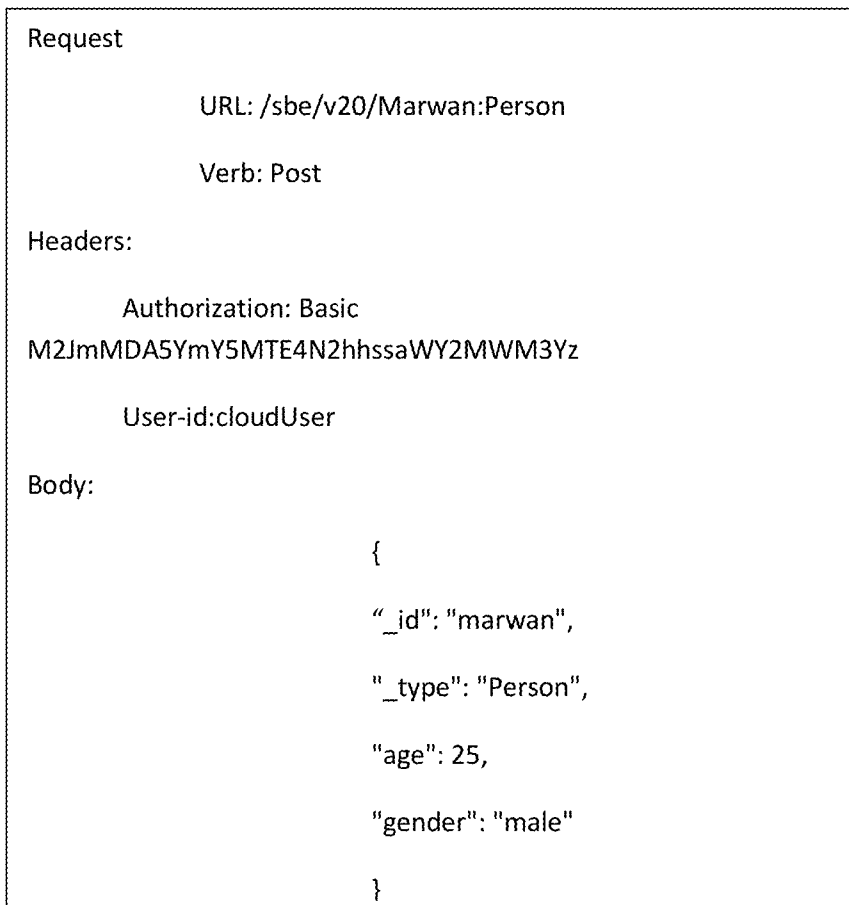 Request
URL: /sbe/v20/Marwan:Person
Verb: Post
Headers:
Authorization: Basic
M2JmMDA5YmY5MTE4N2hhssaWY2MWM3Yz
User-id:cloudUser
Body:
{
“_id": "marwan",
"_type": "Person",
"age": 25,
"gender": "male"
}